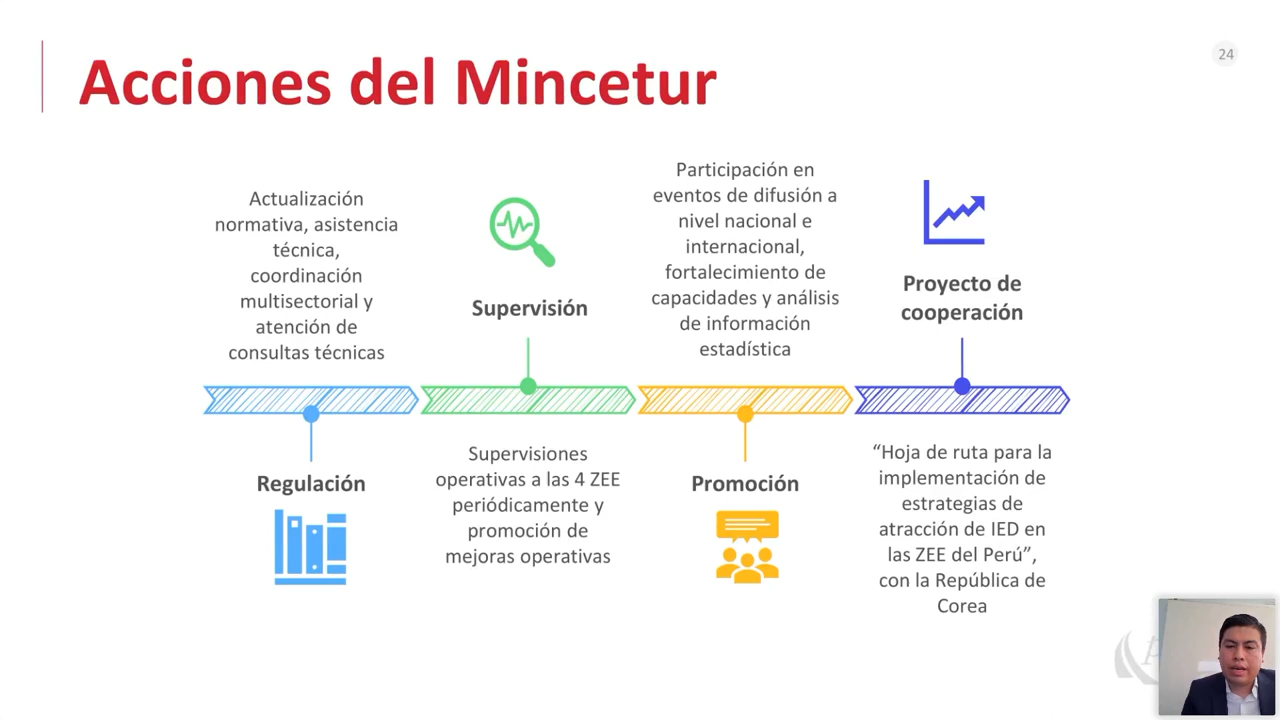 24
Acciones del Mincetur
Actualización
normativa, asistencia
técnica,
coordinación
multisectorial y
atención de
consultas técnicas
Regulación
Supervisión
Supervisiones
operativas a las 4 ZEE
periódicamente y
promoción de
mejoras operativas
Participación en
eventos de difusión a
nivel nacional e
internacional,
fortalecimiento de
capacidades y análisis
de información
estadística
Promoción
Proyecto de
cooperación
“Hoja de ruta para la
implementación de
estrategias de
atracción de IED en
las ZEE del Perú”,
con la República de
Corea